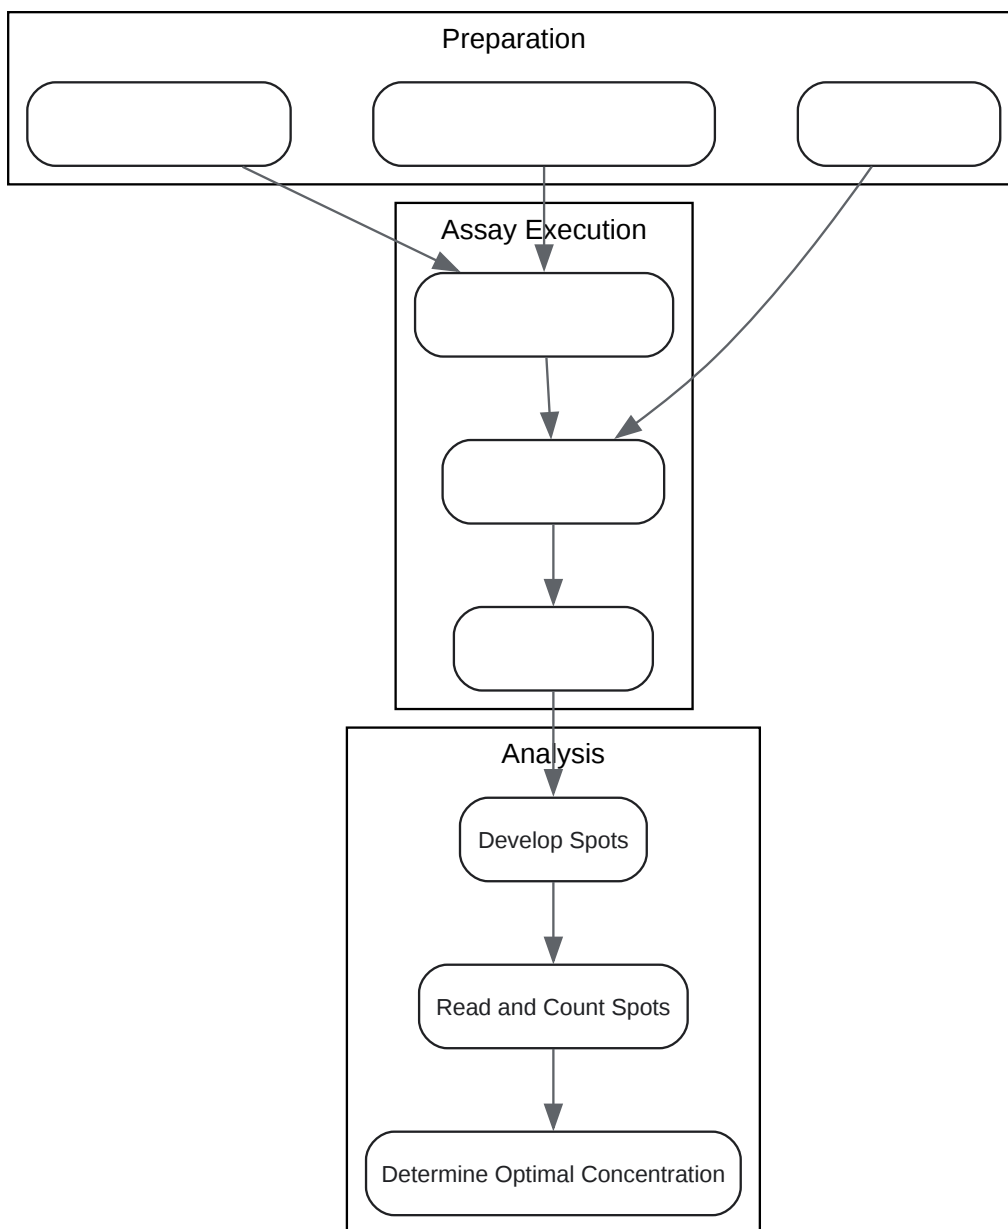 Preparation
Assay Execution
Analysis
Develop Spots
Read and Count Spots
Determine Optimal Concentration